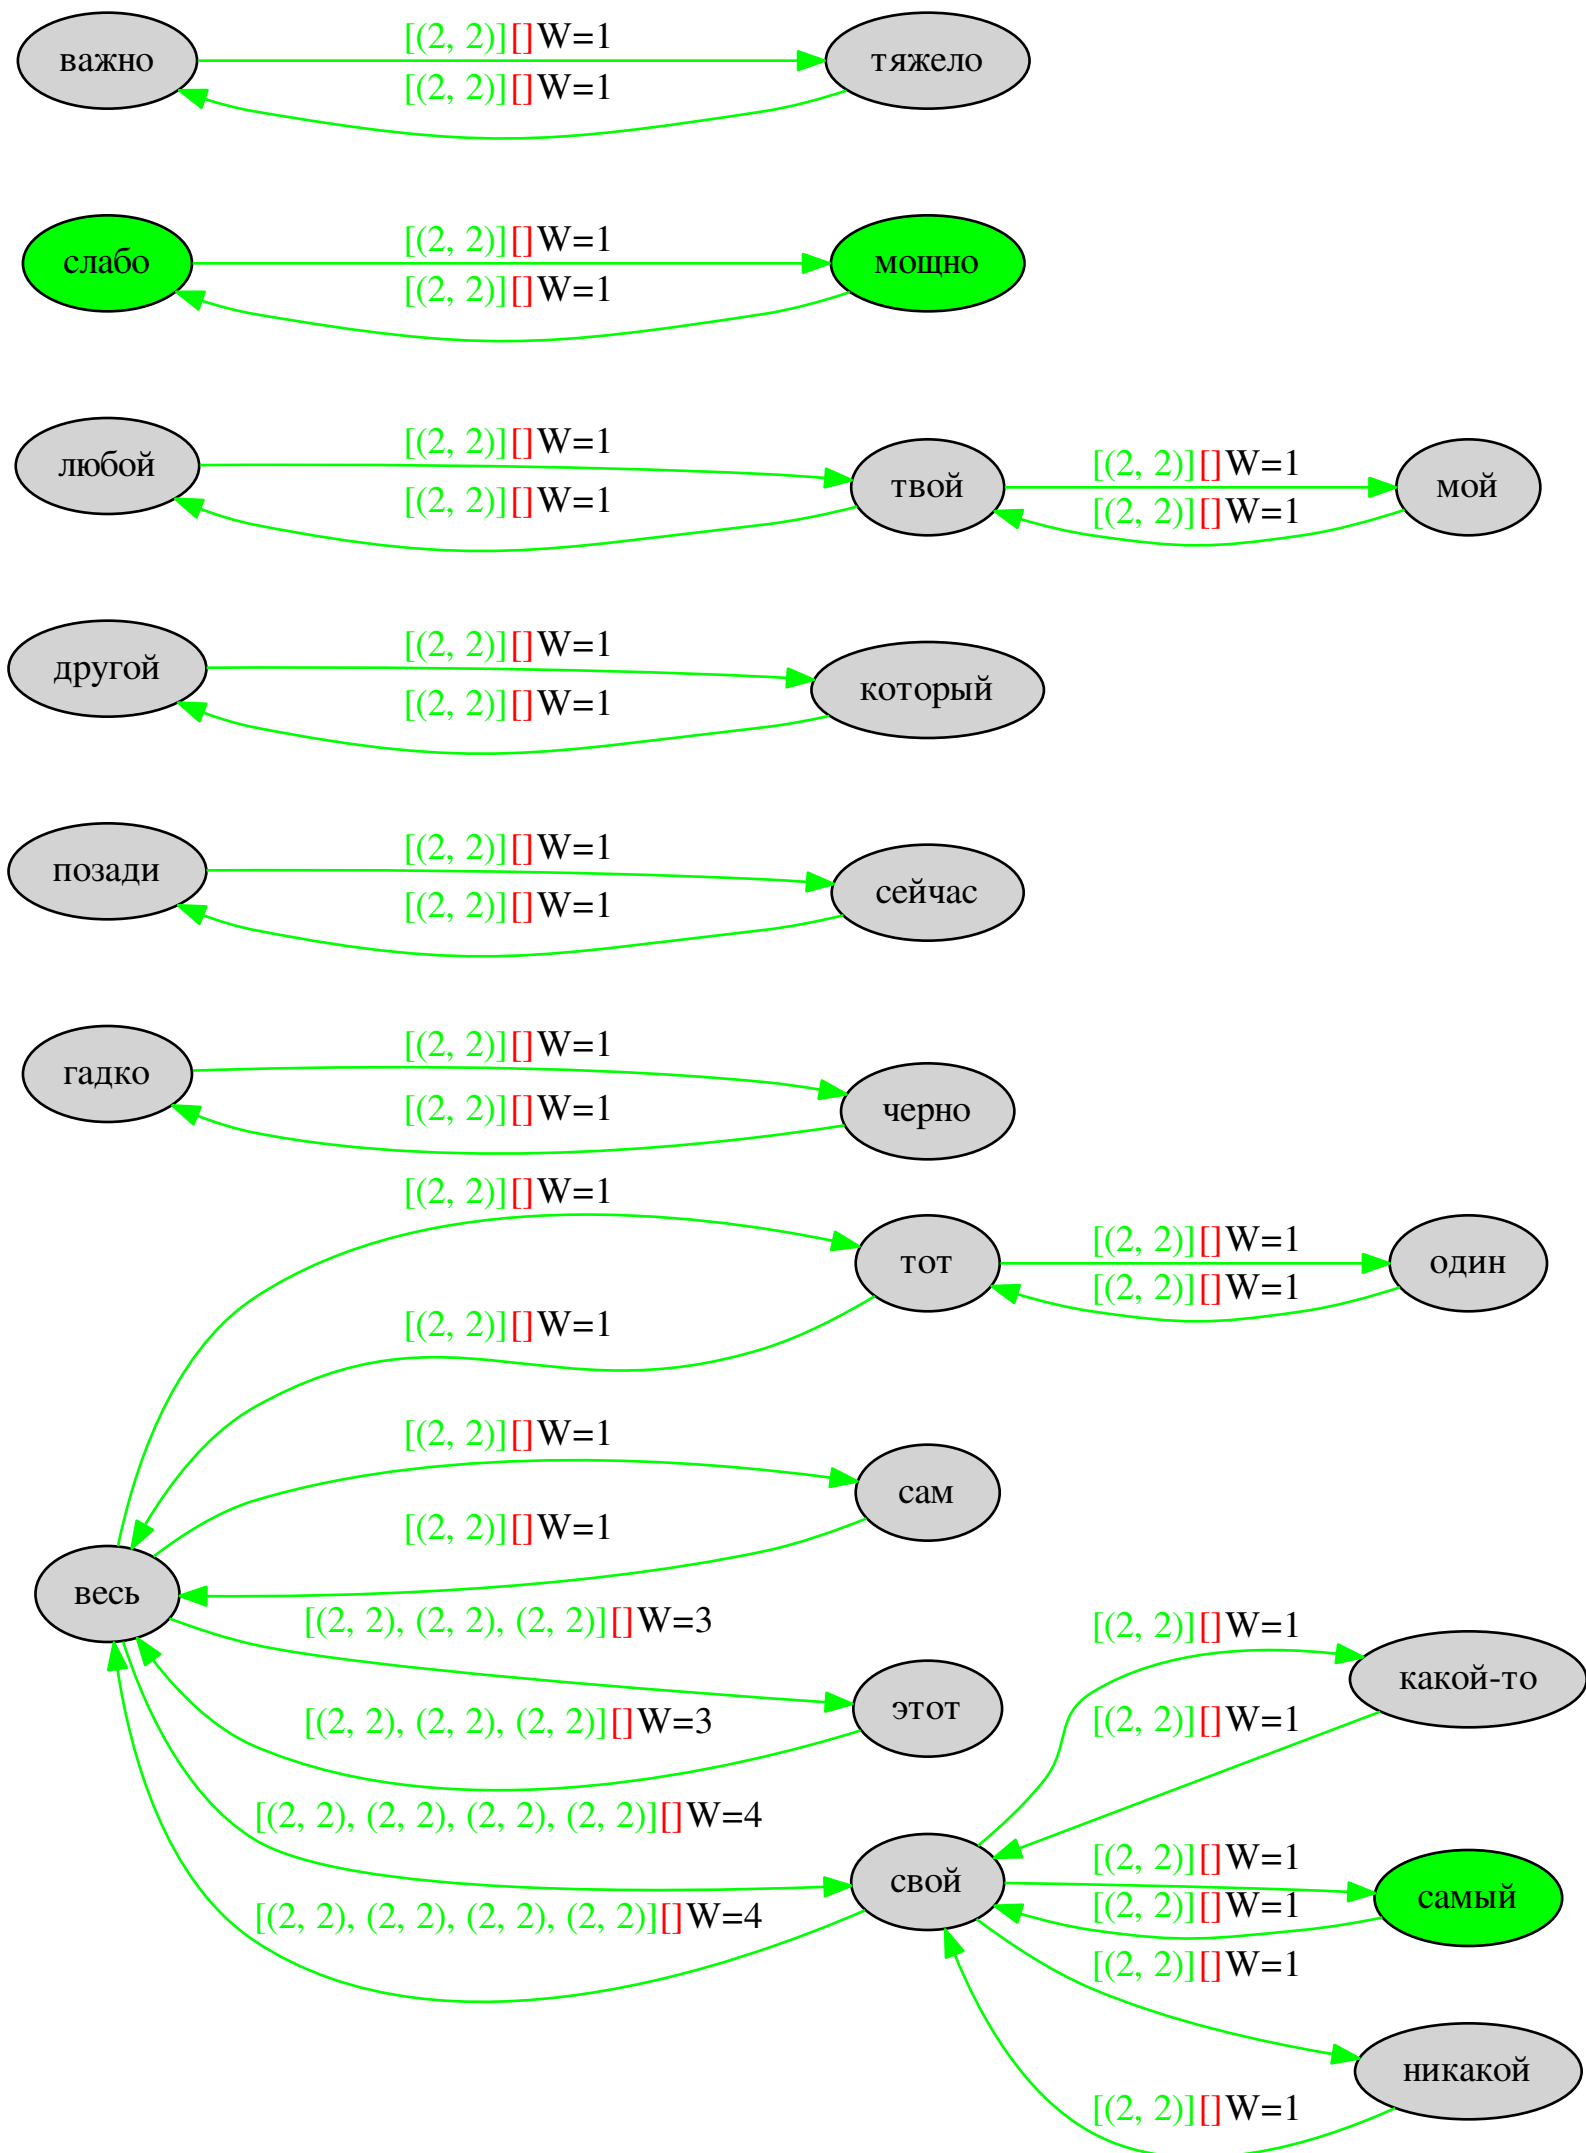 важно [(2, 2)][]W=1 тяжело
[(2, 2)][]W=1
слабо [(2, 2)][]W=1 мощно
[(2, 2)][]W=1
любой [(2, 2)][]W=1 твой [(2, 2)][]W=1 мой
[(2, 2)][]W=1 [(2, 2)][]W=1
другой [(2, 2)][]W=1 который
[(2, 2)][]W=1
позади [(2, 2)][]W=1 сейчас
[(2, 2)][]W=1
гадко [(2, 2)][]W=1 черно
[(2, 2)][]W=1
[(2, 2)][]W=1
тот [(2, 2)][]W=1 один
[(2, 2)][]W=1
[(2, 2)][]W=1
[(2, 2)][]W=1
сам
[(2, 2)][]W=1
весь
[(2, 2), (2, 2), (2, 2)][]W=3 [(2, 2)][]W=1
какой-то
этот
[(2, 2), (2, 2), (2, 2)][]W=3 [(2, 2)][]W=1
[(2, 2), (2, 2), (2, 2), (2, 2)][]W=4
свой [(2, 2)][]W=1 самый
[(2, 2), (2, 2), (2, 2), (2, 2)][]W=4 [(2, 2)][]W=1
[(2, 2)][]W=1
никакой
[(2, 2)][]W=1